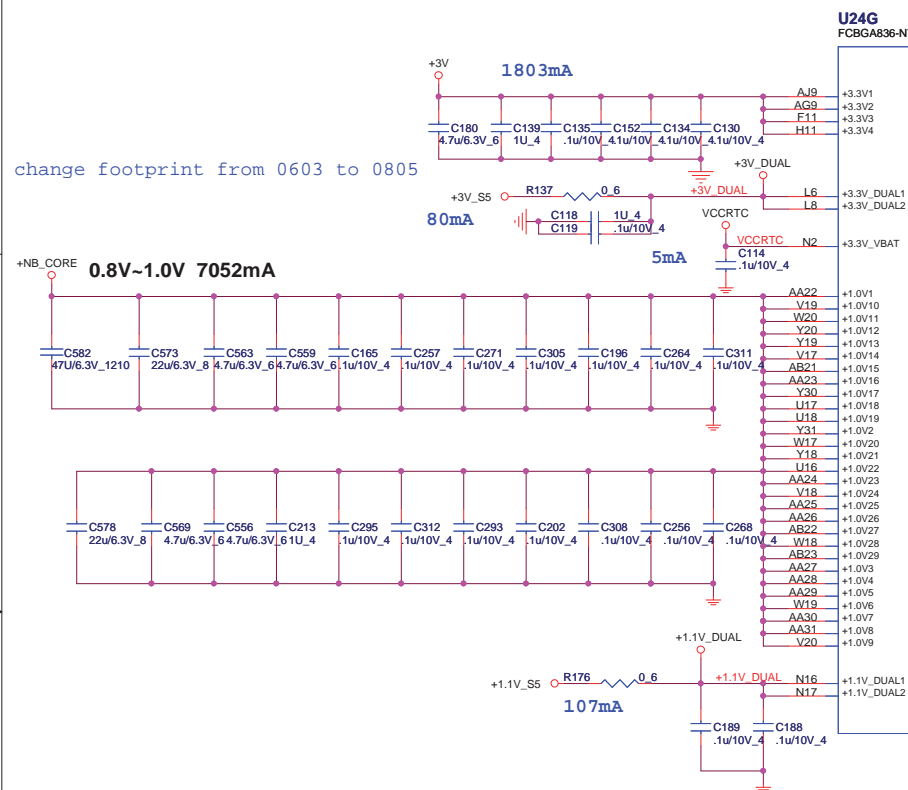 U24G
FCBGA836-N
+3V
1803mA
AJ9 +3.3V1
AG9 +3.3V2
F11 +3.3V3
H11 +3.3V4
C180 C139 C135 C152 C134 C130
4.7u/6.3V_6 1U_4 .1u/10V_4 .1u/10V_4 .1u/10V_4 .1u/10V_4
change footprint from 0603 to 0805
+3V_DUAL
+3V_S5 R137 0_6 +3V_DUAL L6 +3.3V_DUAL1
L8 +3.3V_DUAL2
80mA
C118 1U_4
C119 .1u/10V_4
VCCRTC
VCCRTC N2 +3.3V_VBAT
5mA
C114
.1u/10V_4
+NB_CORE
0.8V~1.0V 7052mA
AA22 +1.0V1
V19 +1.0V10
W20 +1.0V11
Y20 +1.0V12
Y19 +1.0V13
V17 +1.0V14
AB21 +1.0V15
AA23 +1.0V16
Y30 +1.0V17
U17 +1.0V18
U18 +1.0V19
Y31 +1.0V2
W17 +1.0V20
Y18 +1.0V21
U16 +1.0V22
AA24 +1.0V23
V18 +1.0V24
AA25 +1.0V25
AA26 +1.0V26
AB22 +1.0V27
W18 +1.0V28
AB23 +1.0V29
AA27 +1.0V3
AA28 +1.0V4
AA29 +1.0V5
W19 +1.0V6
AA30 +1.0V7
AA31 +1.0V8
V20 +1.0V9
C582 C573 C563 C559 C165 C257 C271 C305 C196 C264 C311
47U/6.3V_1210 22u/6.3V_8 4.7u/6.3V_6 4.7u/6.3V_6 .1u/10V_4 .1u/10V_4 .1u/10V_4 .1u/10V_4 .1u/10V_4 .1u/10V_4 .1u/10V_4
C578 C569 C556 C213 C295 C312 C293 C202 C308 C256 C268
22u/6.3V_8 4.7u/6.3V_6 4.7u/6.3V_6 1U_4 .1u/10V_4 .1u/10V_4 .1u/10V_4 .1u/10V_4 .1u/10V_4 .1u/10V_4 .1u/10V_4
+1.1V_DUAL
+1.1V_S5 R176 0_6 +1.1V_DUAL N16 +1.1V_DUAL1
N17 +1.1V_DUAL2
107mA
C189 C188
.1u/10V_4 .1u/10V_4